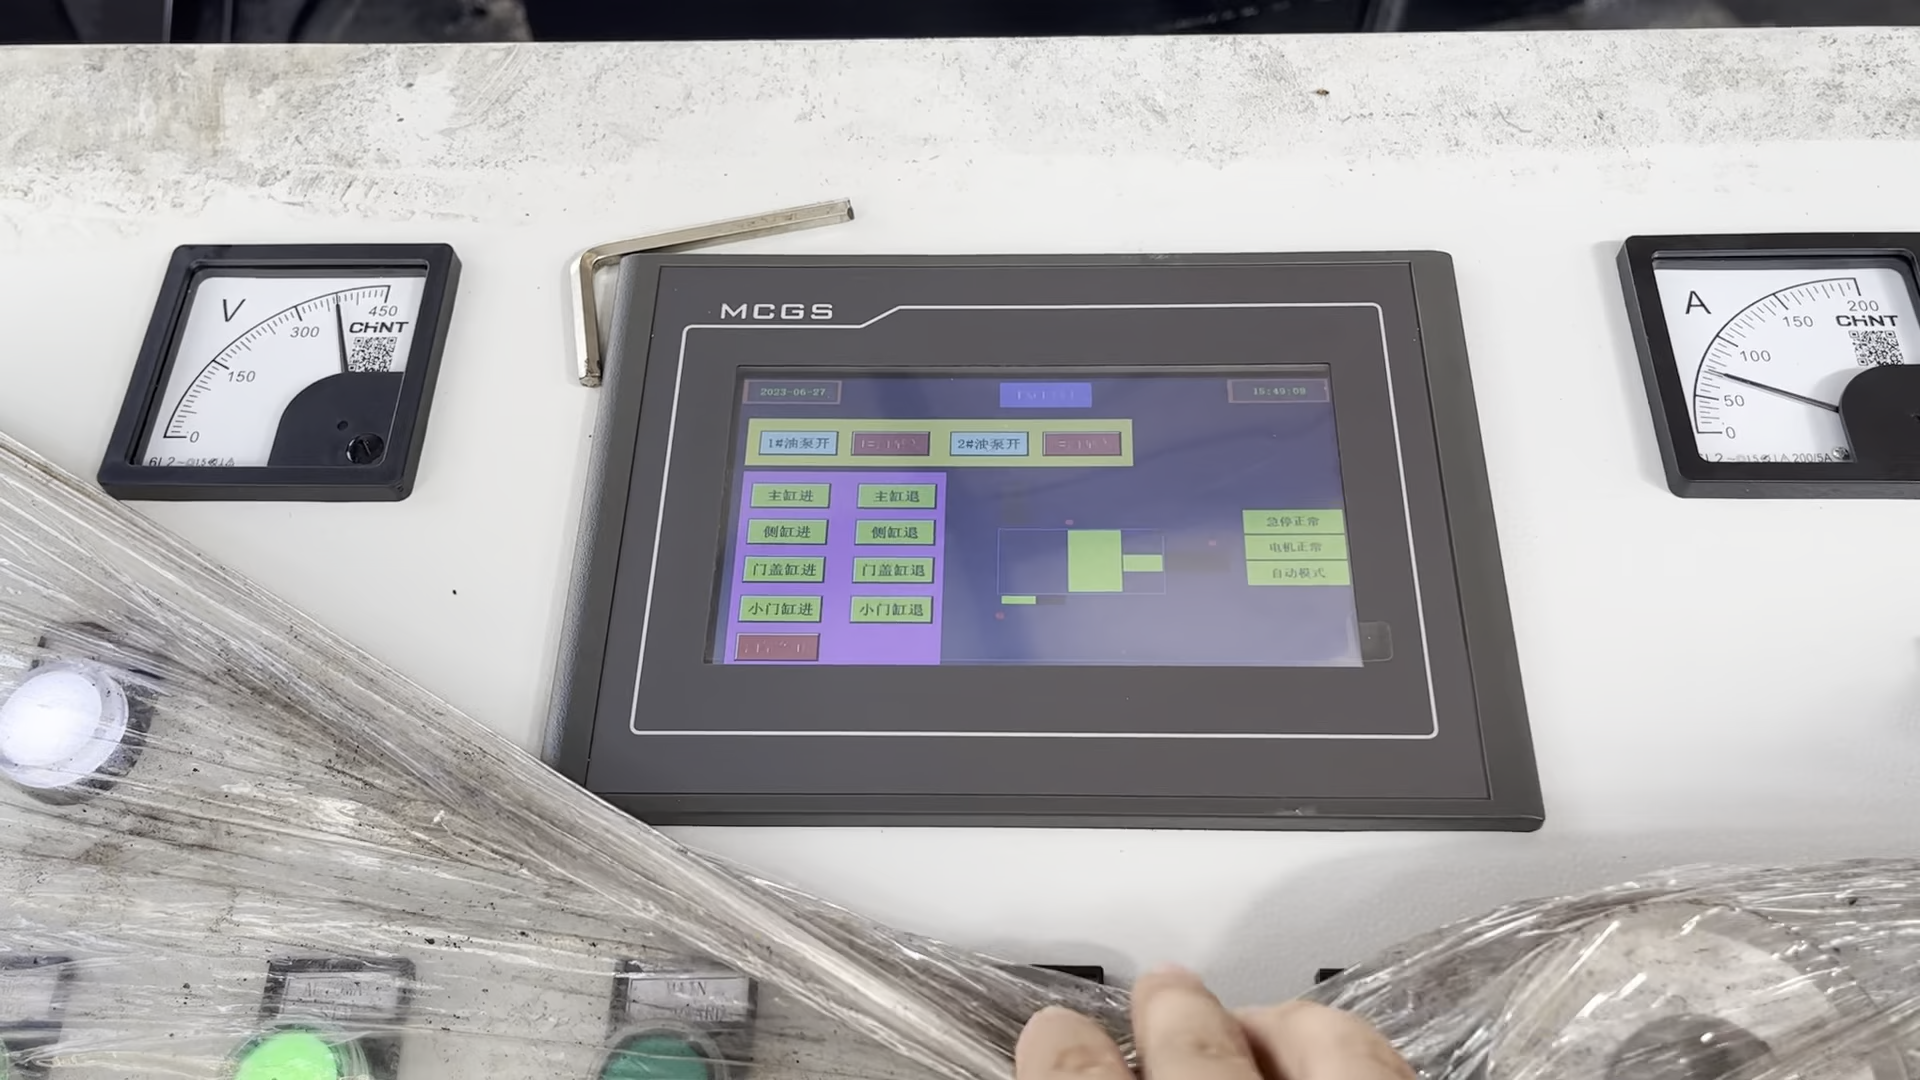 V
450
300
CHNT
150
0
MCGS
2023-06-27
15:49:09
1#油泵开
2#油泵开
主缸进
主缸退
侧缸进
侧缸退
门盖缸进
门盖缸退
小门缸进
小门缸退
急停正常
电机正常
自动模式
A
200
150
CHNT
100
50
0
200/5A
MAIN